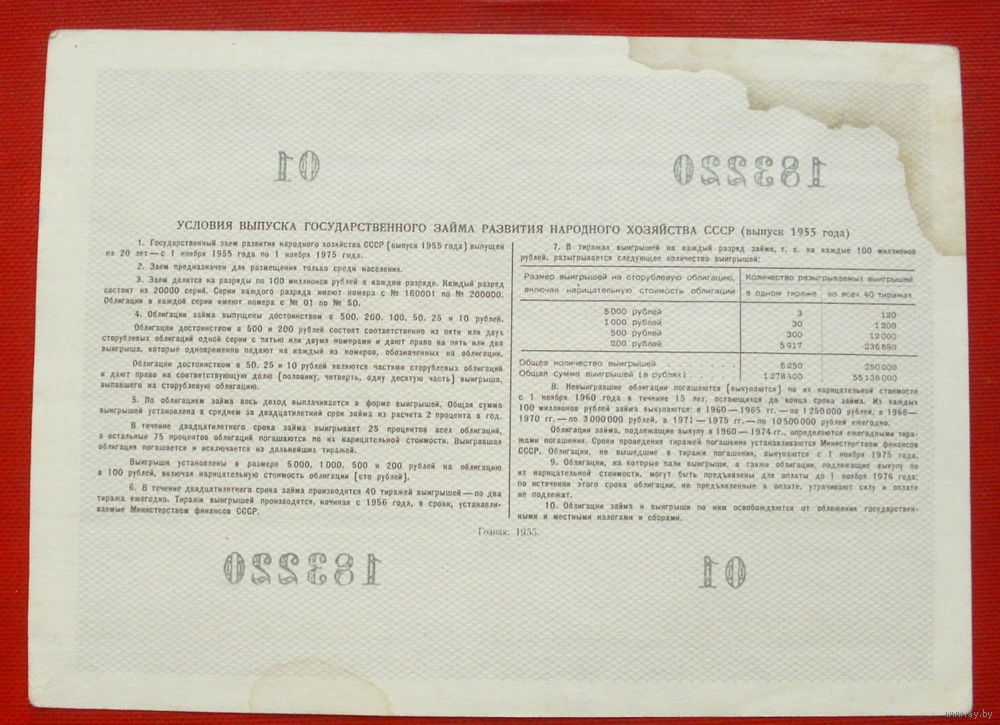 01 183220
УСЛОВИЯ ВЫПУСКА ГОСУДАРСТВЕННОГО ЗАЙМА РАЗВИТИЯ НАРОДНОГО ХОЗЯЙСТВА СССР (выпуск 1955 года)
1. Государственный заем развития народного хозяйства СССР (выпуск 1955 года) выпущен
на 20 лет — с 1 ноября 1955 года по 1 ноября 1975 года.
2. Заем предназначен для размещения только среди населения.
3. Заем делится на разряды по 100 миллионов рублей в каждом разряде. Каждый разряд
состоит из 20000 серий. Серии каждого разряда имеют номера с № 180001 по № 200000.
Облигации в каждой серии имеют номера с № 01 по № 50.
4. Облигации займа выпущены достоинством в 500, 200, 100, 50, 25 и 10 рублей.
Облигации достоинством в 500 и 200 рублей состоят соответственно из пяти или двух
сторублевых облигаций одной серии с пятью или двумя номерами и дают право на пять или два
выигрыша, которые одновременно падают на каждый из номеров, обозначенных на облигации.
Облигации достоинством в 50, 25 и 10 рублей являются частями сторублевых облигаций
и дают право на соответствующую долю (половину, четверть, одну десятую часть) выигрыша,
выпавшего на сторублевую облигацию.
5. По облигациям займа весь доход выплачивается в форме выигрышей. Общая сумма
выигрышей установлена в среднем за двадцатилетний срок займа из расчета 2 процента в год.
В течение двадцатилетнего срока займа выигрывает 25 процентов всех облигаций,
а остальные 75 процентов облигаций погашаются по их нарицательной стоимости. Выигравшая
облигация погашается и исключается из дальнейших тиражей.
Выигрыши установлены в размере 5000, 1000, 500 и 200 рублей на облигацию
в 100 рублей, включая нарицательную стоимость облигации (сто рублей).
6. В течение двадцатилетнего срока займа производятся 40 тиражей выигрышей — по два
тиража ежегодно. Тиражи выигрышей производятся, начиная с 1956 года, в сроки, устанавли-
ваемые Министерством финансов СССР.
7. В тиражах выигрышей на каждый разряд займа, т. е. на каждые 100 миллионов
рублей, разыгрывается следующее количество выигрышей:
Размер выигрышей на сторублевую облигацию, Количество разыгрываемых выигрышей
включая нарицательную стоимость облигации в одном тираже во всех 40 тиражах
5000 рублей 3 120
1000 рублей 30 1200
500 рублей 300 12000
200 рублей 5917 236680
Общее количество выигрышей . . . . 6250 250000
Общая сумма выигрышей (в рублях) . . . . 1378400 55136000
8. Невыигравшие облигации погашаются (выкупаются) по их нарицательной стоимости
с 1 ноября 1960 года в течение 15 лет, остающихся до конца срока займа. Из каждых
100 миллионов рублей займа выкупаются: в 1960—1965 гг. — по 1250000 рублей, в 1966—
1970 гг. — по 3000000 рублей, в 1971—1975 гг. — по 10500000 рублей ежегодно.
Облигации займа, подлежащие выкупу в 1960—1974 гг., определяются ежегодными тира-
жами погашения. Сроки проведения тиражей погашения устанавливаются Министерством финансов
СССР. Облигации, не вышедшие в тиражи погашения, выкупаются с 1 ноября 1975 года.
9. Облигации, на которые пали выигрыши, а также облигации, подлежащие выкупу по
их нарицательной стоимости, могут быть предъявлены для оплаты до 1 ноября 1976 года;
по истечении этого срока облигации, не предъявленные к оплате, утрачивают силу и оплате
не подлежат.
10. Облигации займа и выигрыши по ним освобождаются от обложения государствен-
ными и местными налогами и сборами.
Гознак. 1955.
183220 01
www.ay.by